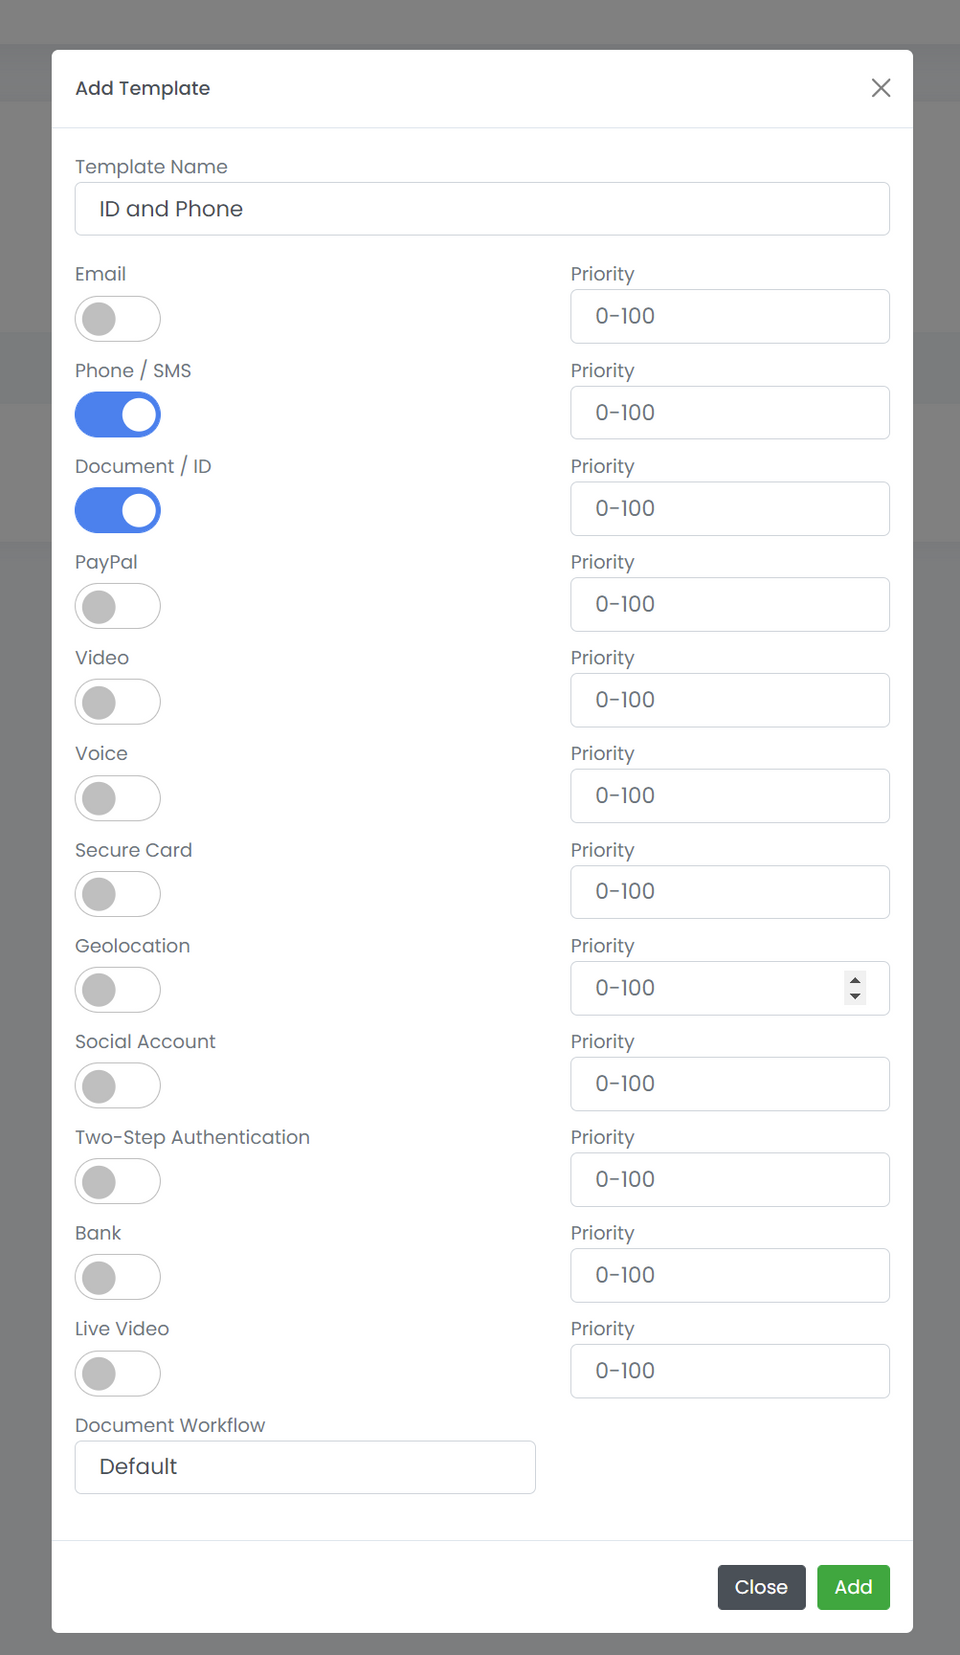 Add Template
Template Name
ID and Phone
Email Priority
0-100
Phone / SMS Priority
0-100
Document / ID Priority
0-100
PayPal Priority
0-100
Video Priority
0-100
Voice Priority
0-100
Secure Card Priority
0-100
Geolocation Priority
0-100
Social Account Priority
0-100
Two-Step Authentication Priority
0-100
Bank Priority
0-100
Live Video Priority
0-100
Document Workflow
Default
Close Add